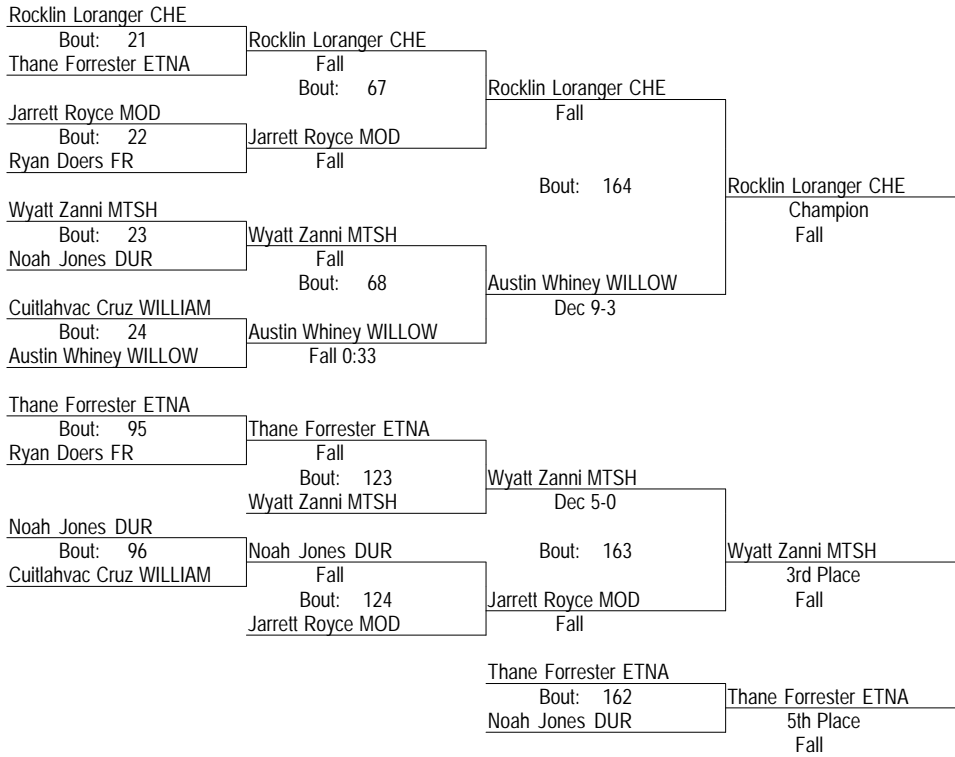 Rocklin Loranger CHE
Bout: 21
Rocklin Loranger CHE
Thane Forrester ETNA
Fall
Bout: 67
Rocklin Loranger CHE
Jarrett Royce MOD
Fall
Bout: 22
Jarrett Royce MOD
Ryan Doers FR
Fall
Bout: 164
Rocklin Loranger CHE
Wyatt Zanni MTSH
Champion
Bout: 23
Wyatt Zanni MTSH
Fall
Noah Jones DUR
Fall
Bout: 68
Austin Whiney WILLOW
Cuitlahvac Cruz WILLIAM
Dec 9-3
Bout: 24
Austin Whiney WILLOW
Austin Whiney WILLOW
Fall 0:33
Thane Forrester ETNA
Bout: 95
Thane Forrester ETNA
Ryan Doers FR
Fall
Bout: 123
Wyatt Zanni MTSH
Wyatt Zanni MTSH
Dec 5-0
Noah Jones DUR
Bout: 96
Noah Jones DUR
Bout: 163
Wyatt Zanni MTSH
Cuitlahvac Cruz WILLIAM
Fall
3rd Place
Bout: 124
Jarrett Royce MOD
Fall
Jarrett Royce MOD
Fall
Thane Forrester ETNA
Bout: 162
Thane Forrester ETNA
Noah Jones DUR
5th Place
Fall